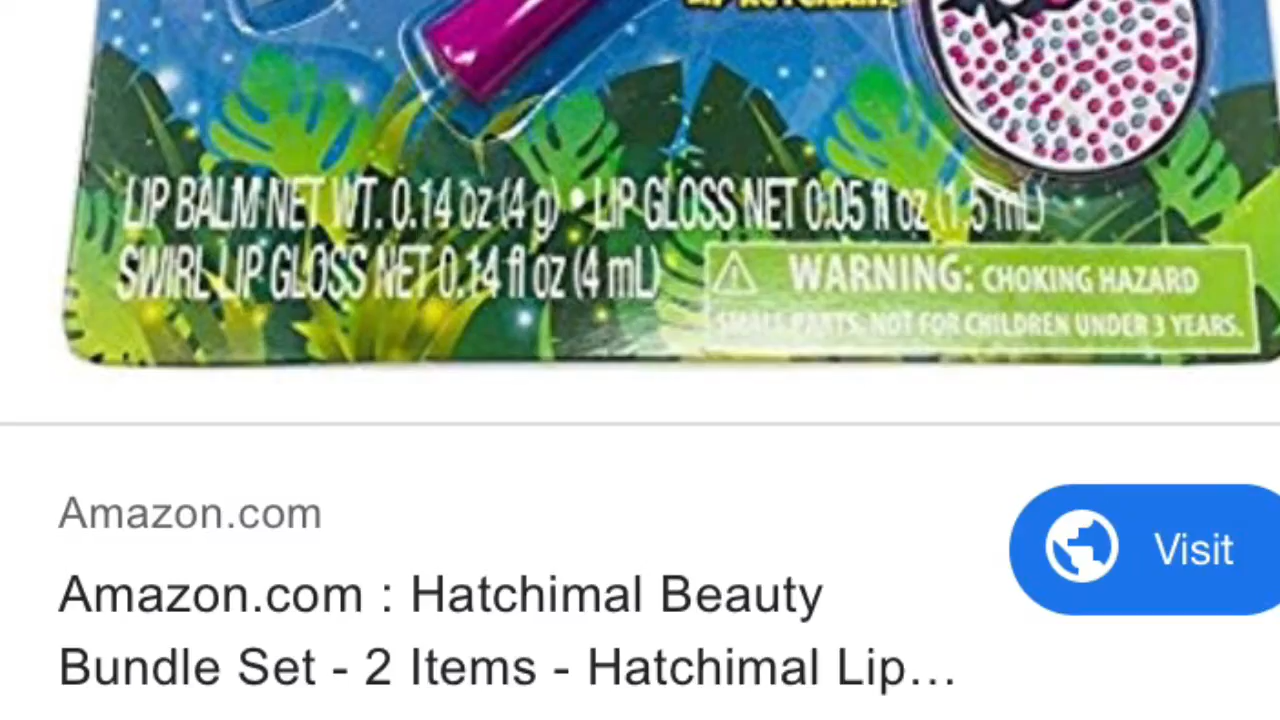 LIP BALM NET WT. 0.14 oz (4 g) • LIP GLOSS NET 0.05 fl oz (1.5 mL)
SWIRL LIP GLOSS NET 0.14 fl oz (4 mL)
WARNING: CHOKING HAZARD
SMALL PARTS. NOT FOR CHILDREN UNDER 3 YEARS.
Amazon.com
Visit
Amazon.com : Hatchimal Beauty
Bundle Set - 2 Items - Hatchimal Lip...